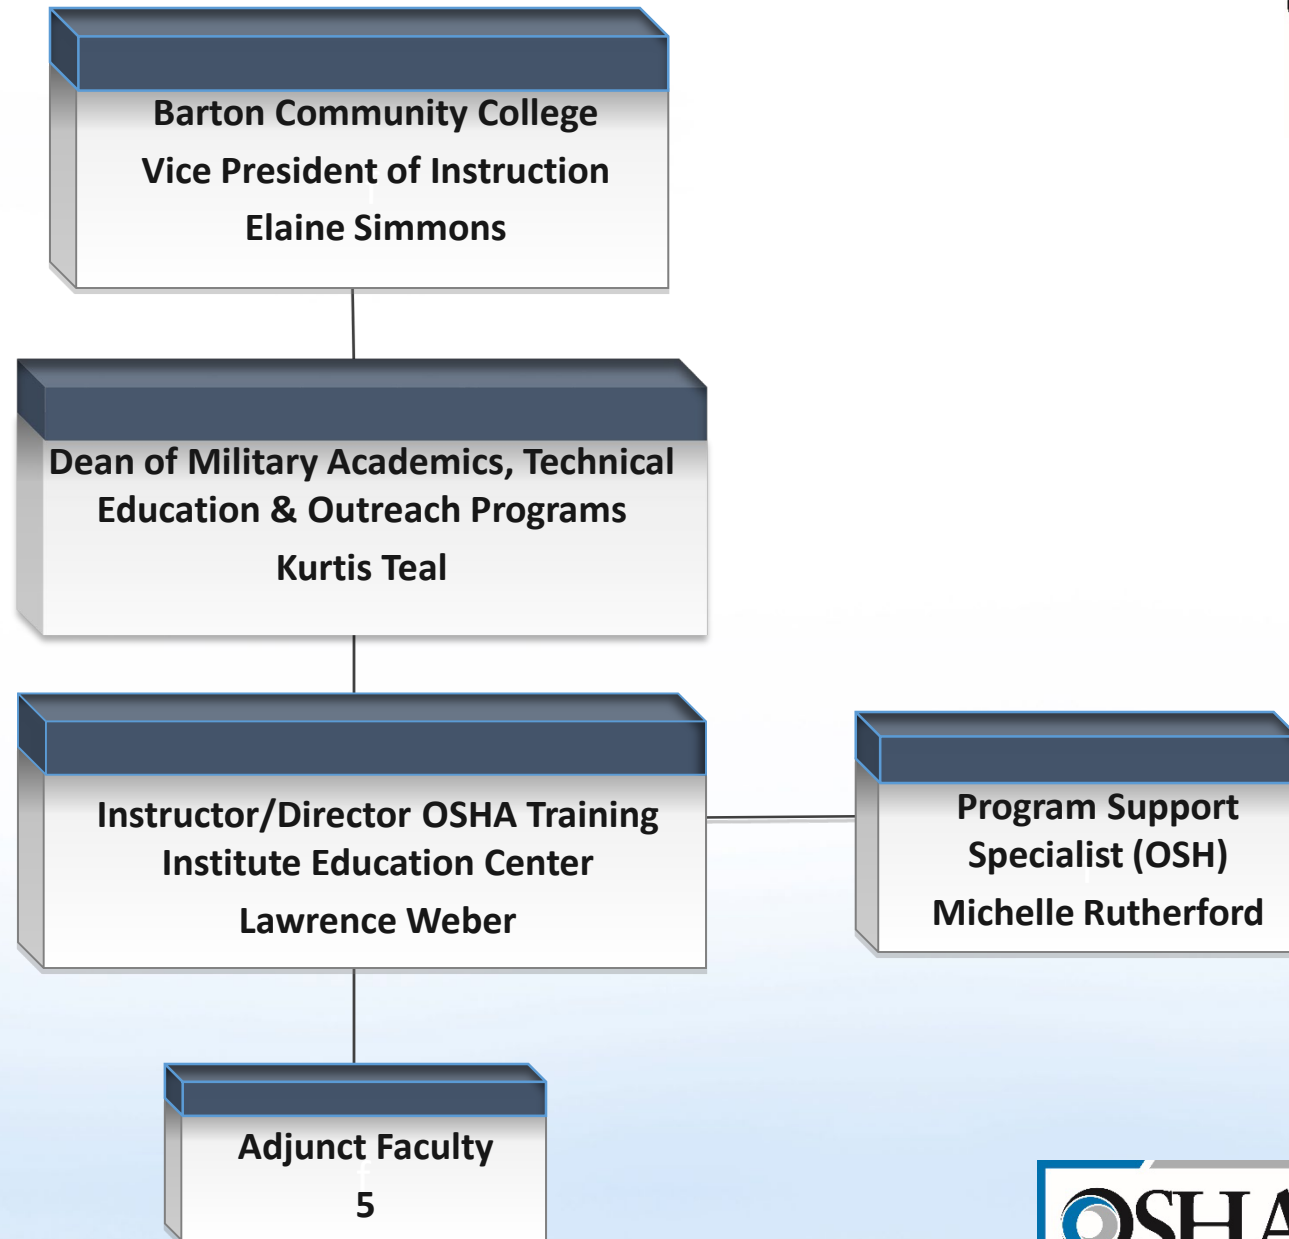 Barton Community College
Vice President of Instruction
Elaine Simmons
Dean of Military Academics, Technical
Education & Outreach Programs
Kurtis Teal
Instructor/Director OSHA Training
Institute Education Center
Lawrence Weber
Program Support
Specialist (OSH)
Michelle Rutherford
Adjunct Faculty
5
OSHA